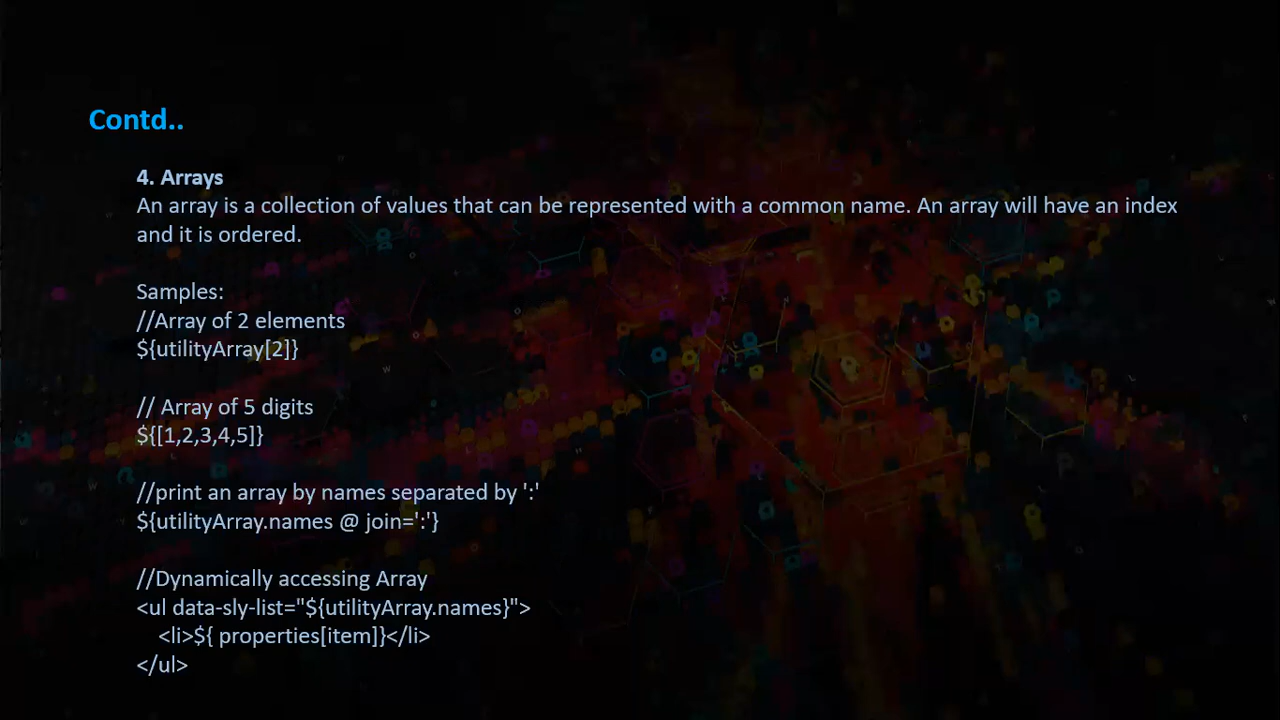 Contd..
4. Arrays
An array is a collection of values that can be represented with a common name. An array will have an index
and it is ordered.
Samples:
//Array of 2 elements
${utilityArray[2]}
// Array of 5 digits
${[1,2,3,4,5]}
//print an array by names separated by ':'
${utilityArray.names @ join=':'}
//Dynamically accessing Array
<ul data-sly-list="${utilityArray.names}">
<li>${ properties[item]}</li>
</ul>